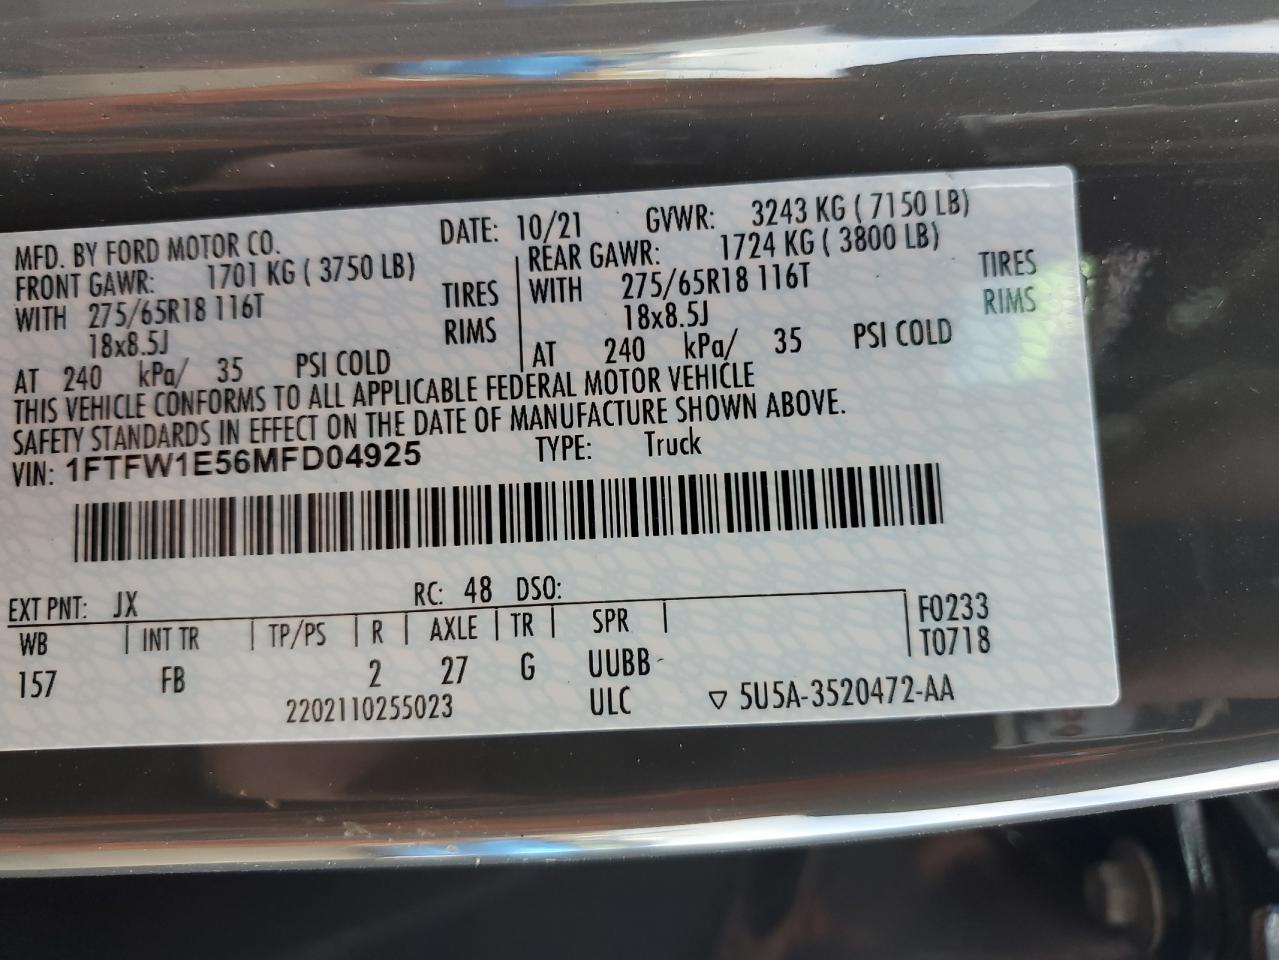 MFD. BY FORD MOTOR CO. DATE: 10/21 GVWR: 3243 KG ( 7150 LB)
FRONT GAWR: 1701 KG ( 3750 LB) REAR GAWR: 1724 KG ( 3800 LB)
WITH 275/65R18 116T TIRES WITH 275/65R18 116T TIRES
18x8.5J RIMS 18x8.5J RIMS
AT 240 kPa/ 35 PSI COLD AT 240 kPa/ 35 PSI COLD
THIS VEHICLE CONFORMS TO ALL APPLICABLE FEDERAL MOTOR VEHICLE
SAFETY STANDARDS IN EFFECT ON THE DATE OF MANUFACTURE SHOWN ABOVE.
VIN: 1FTFW1E56MFD04925 TYPE: Truck
EXT PNT: JX RC: 48 DSO:
WB INT TR TP/PS R AXLE TR SPR F0233
T0718
157 FB 2 27 G UUBB
2202110255023 ULC ▽ 5U5A-3520472-AA